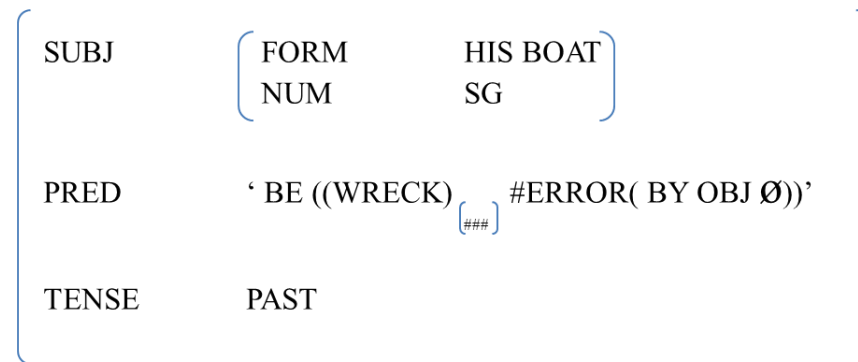 SUBJ FORM HIS BOAT
NUM SG
PRED ‘ BE ((WRECK) ### #ERROR( BY OBJ Ø))’
TENSE PAST